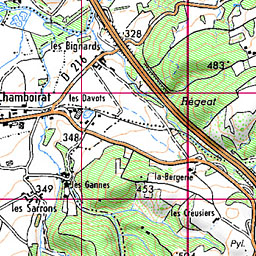 328
les Bignards
483
D 216
Chamboirat
les Davots
Régeat
348
la Bergerie
les Gannes
349
453
les Sarrons
les Creusiers
Pyl.